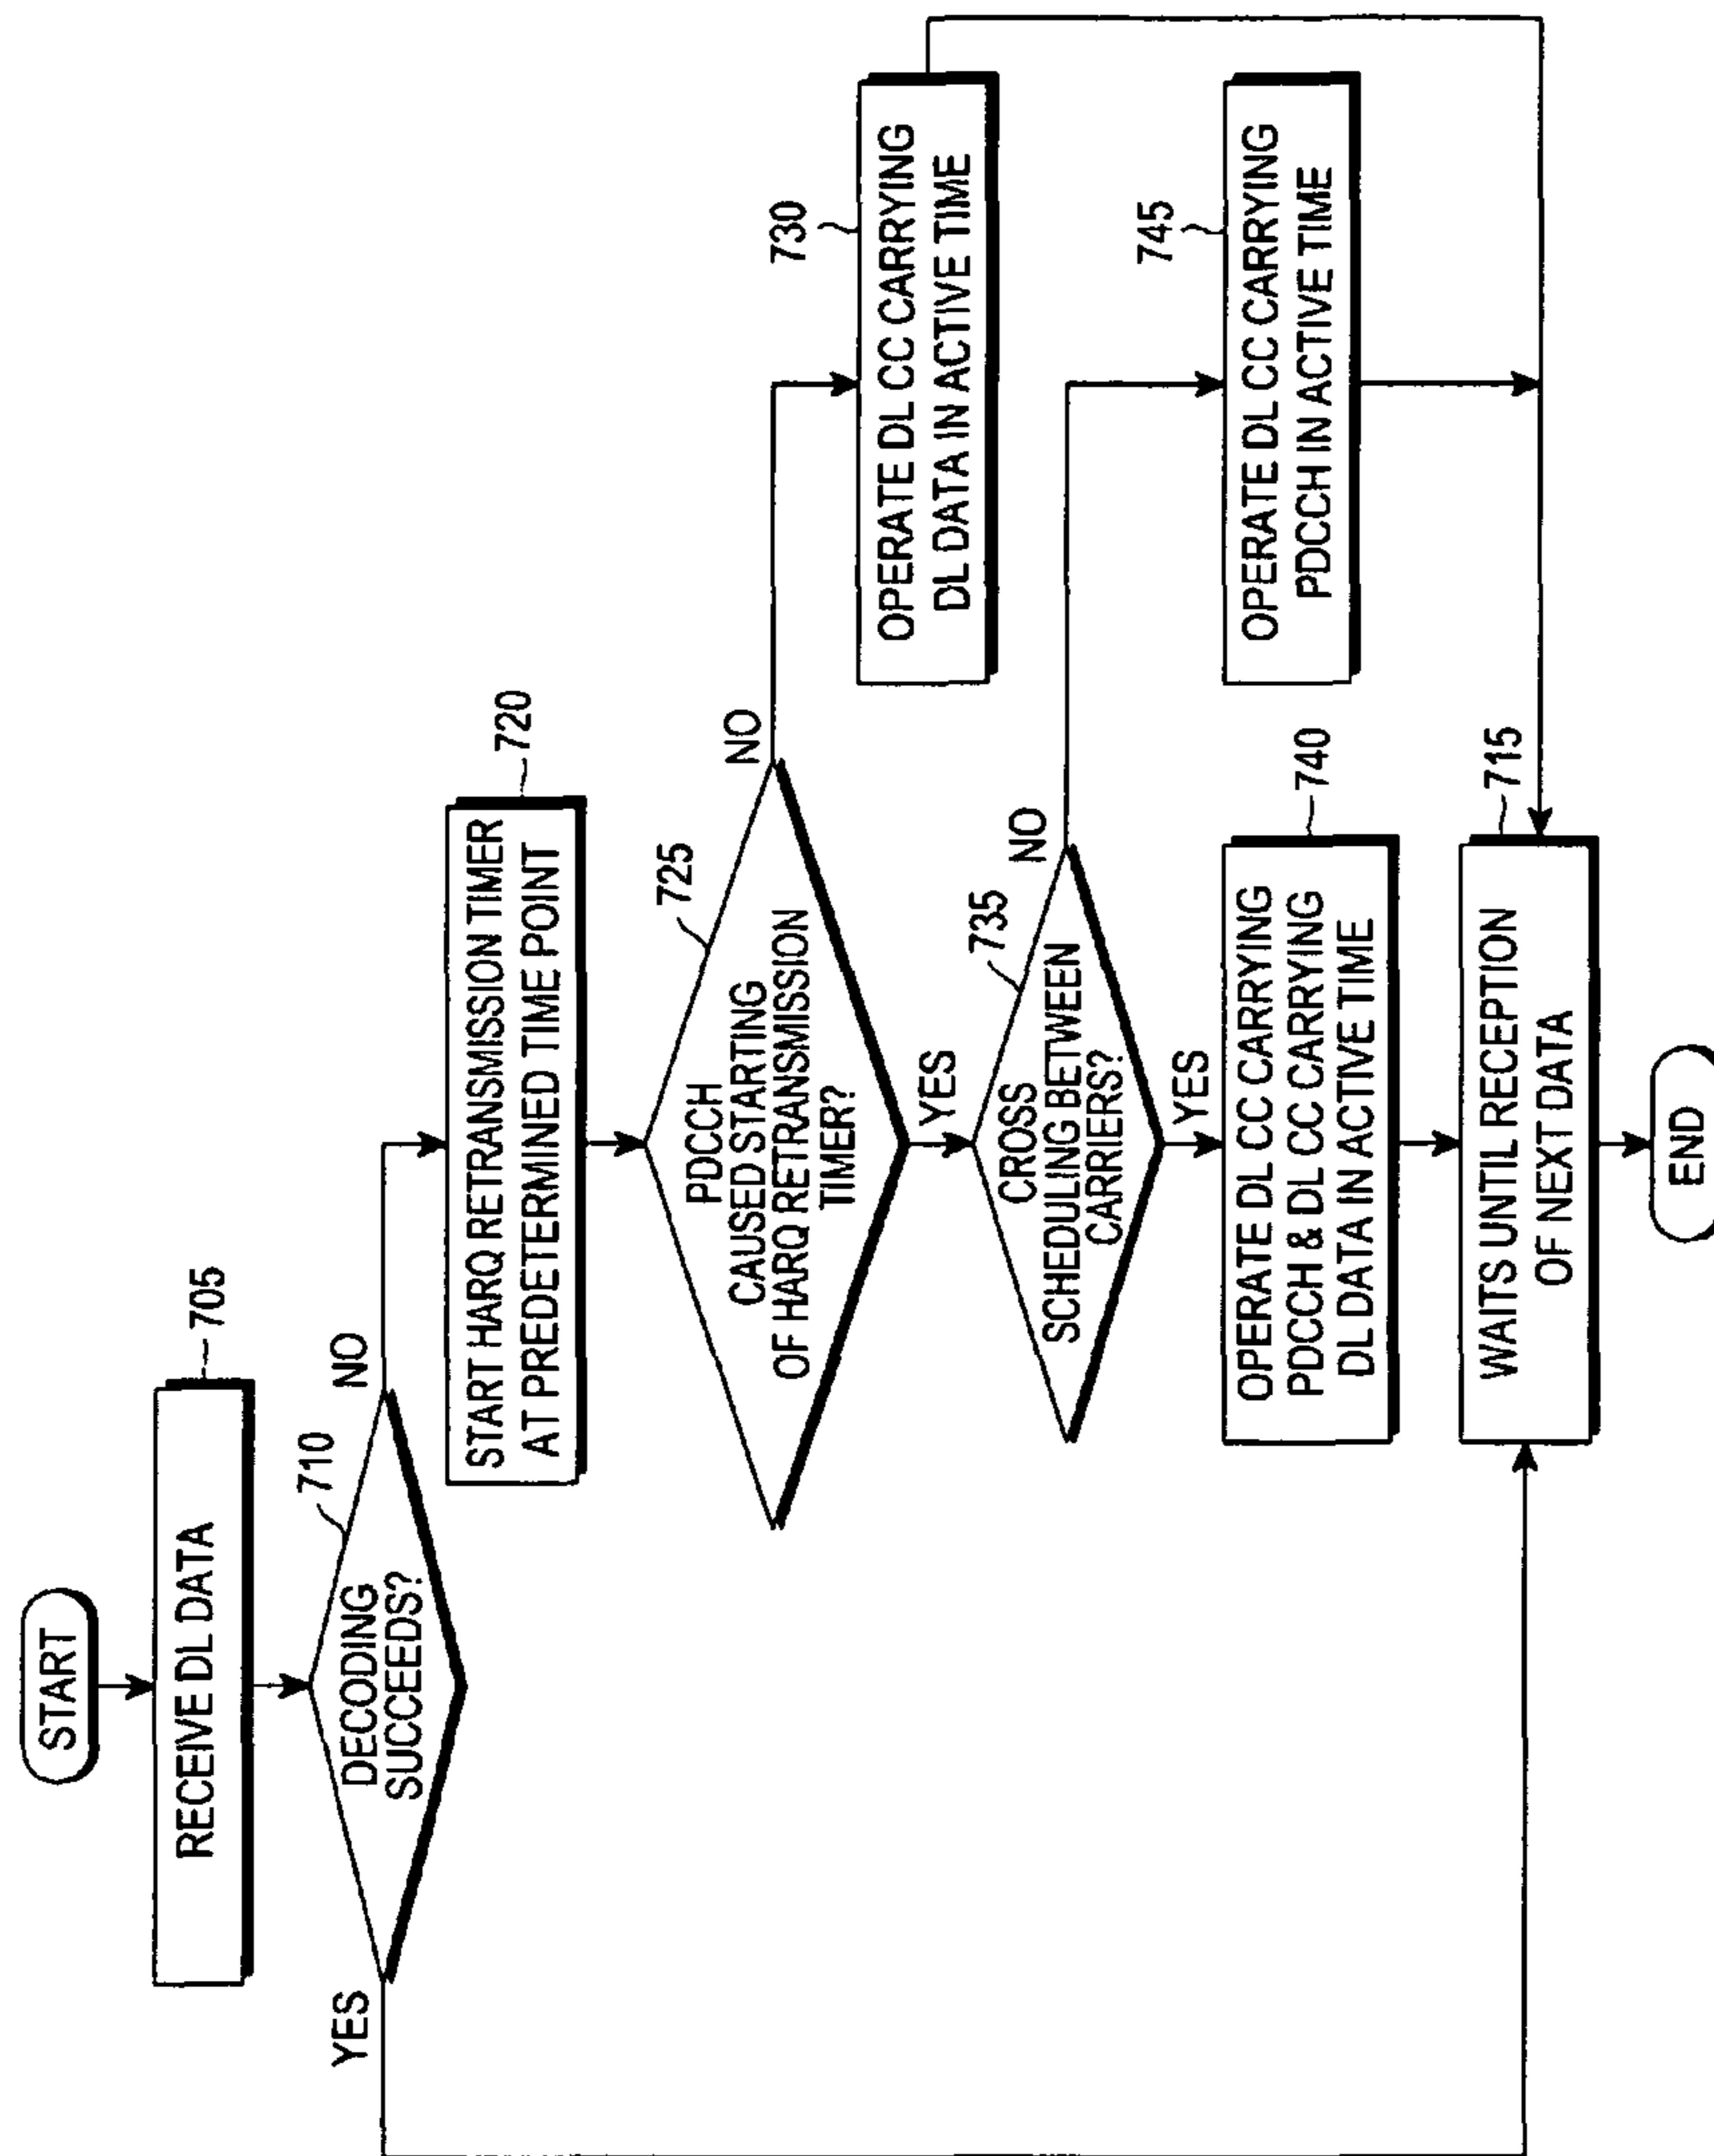 START
RECEIVE DL DATA
705
DECODING
SUCCEEDS?
710
YES
NO
START HARQ RETRANSMISSION TIMER
AT PREDETERMINED TIME POINT
720
PDCCH
CAUSED STARTING
OF HARQ RETRANSMISSION
TIMER?
725
NO
YES
OPERATE DL CC CARRYING
DL DATA IN ACTIVE TIME
730
CROSS
SCHEDULING BETWEEN
CARRIERS?
735
NO
YES
OPERATE DL CC CARRYING
PDCCH & DL CC CARRYING
DL DATA IN ACTIVE TIME
740
OPERATE DL CC CARRYING
PDCCH IN ACTIVE TIME
745
WAITS UNTIL RECEPTION
OF NEXT DATA
715
END